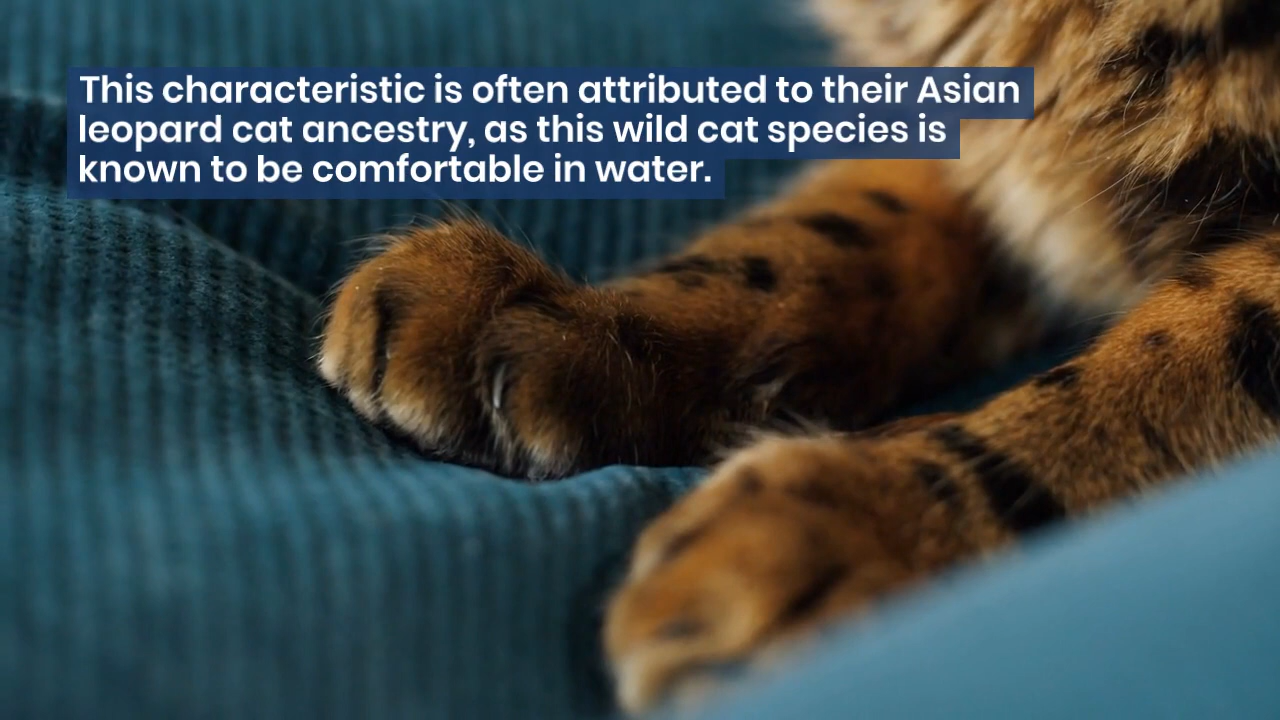 This characteristic is often attributed to their Asian
leopard cat ancestry, as this wild cat species is
known to be comfortable in water.